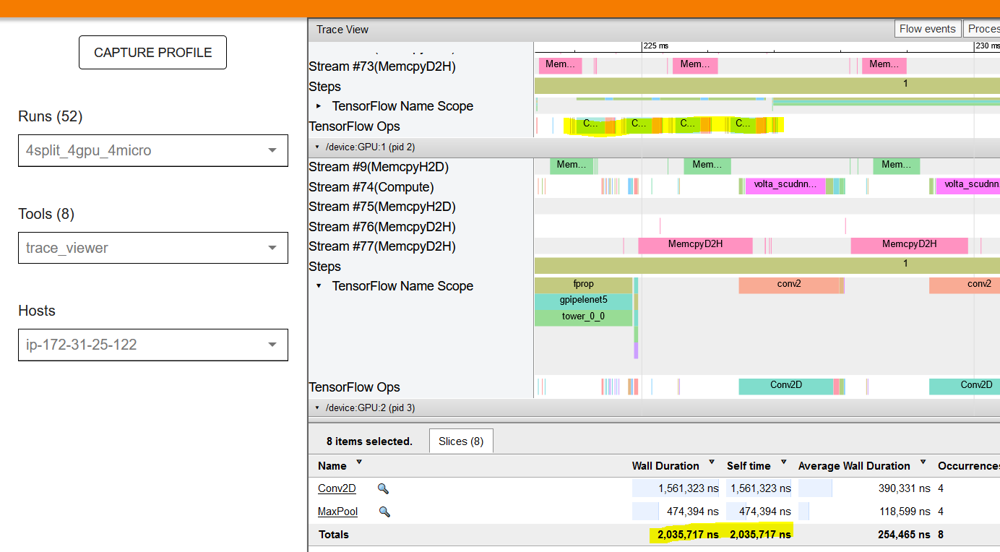 Trace View
Flow events
Proces
CAPTURE PROFILE
225 ms
230 ms
Stream #73(MemcpyD2H)
Mem...
Mem...
Mem...
Steps
1
Runs (52)
TensorFlow Name Scope
TensorFlow Ops
C...
C...
C...
C...
4split_4gpu_4micro
/device:GPU:1 (pid 2)
Stream #9(MemcpyH2D)
Mem...
Mem...
Mem...
Stream #74(Compute)
volta_scudnn...
volta_scudnn.
Stream #75(MemcpyH2D)
Tools (8)
Stream #76(MemcpyD2H)
trace_viewer
Stream #77(MemcpyD2H)
MemcpyD2H
MemcpyD2H
Steps
1
TensorFlow Name Scope
fprop
conv2
conv2
gpipelenet5
tower_0_0
Hosts
ip-172-31-25-122
TensorFlow Ops
Conv2D
Conv2D
/device:GPU:2 (pid 3)
8 items selected.
Slices (8)
Name
Wall Duration
Self time
Average Wall Duration
Occurrences
Conv2D
1,561,323 ns
1,561,323 ns
390,331 ns
4
MaxPool
474,394 ns
474,394 ns
118,599 ns
4
Totals
2,035,717 ns
2,035,717 ns
254,465 ns
8